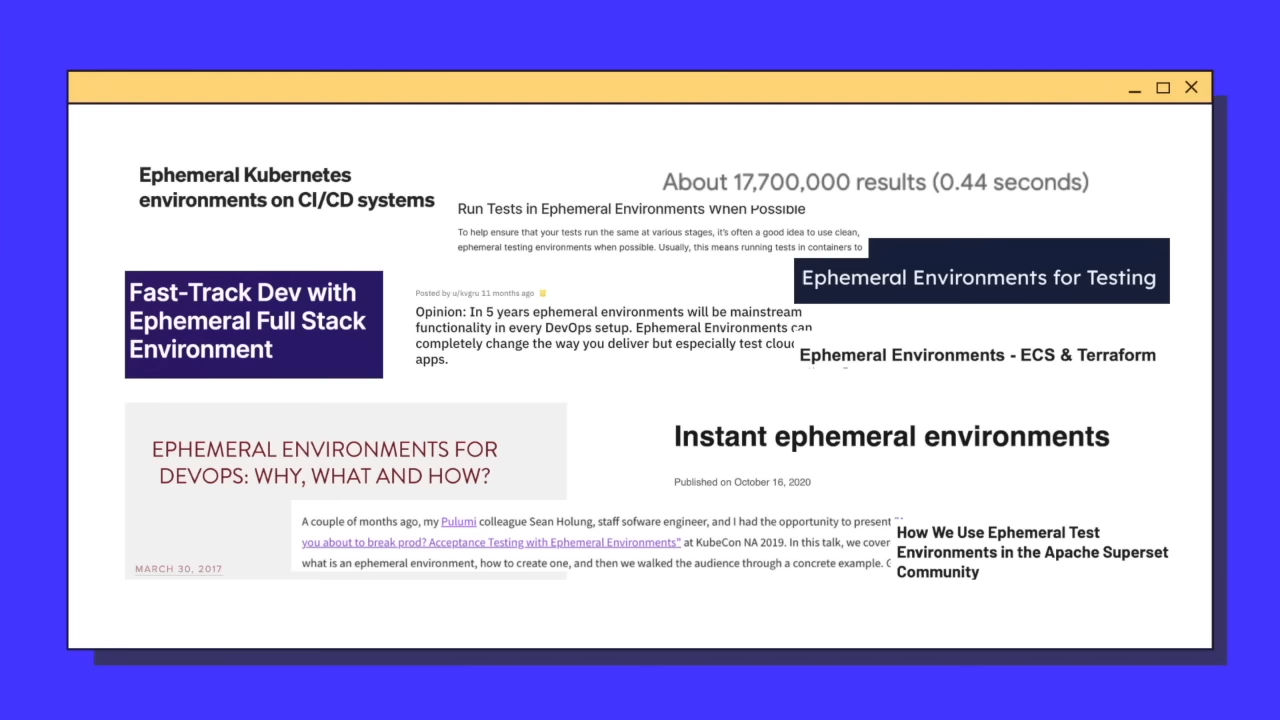 Ephemeral Kubernetes
environments on CI/CD systems
About 17,700,000 results (0.44 seconds)
Run Tests in Ephemeral Environments When Possible
To help ensure that your tests run the same at various stages, it's often a good idea to use clean,
ephemeral testing environments when possible. Usually, this means running tests in containers to
Ephemeral Environments for Testing
Fast-Track Dev with
Ephemeral Full Stack
Environment
Posted by u/kvgru 11 months ago
Opinion: In 5 years ephemeral environments will be mainstream
functionality in every DevOps setup. Ephemeral Environments can
completely change the way you deliver but especially test cloud
apps.
Ephemeral Environments - ECS & Terraform
EPHEMERAL ENVIRONMENTS FOR
DEVOPS: WHY, WHAT AND HOW?
MARCH 30, 2017
Instant ephemeral environments
Published on October 16, 2020
A couple of months ago, my Pulumi colleague Sean Holung, staff sofware engineer, and I had the opportunity to present
you about to break prod? Acceptance Testing with Ephemeral Environments" at KubeCon NA 2019. In this talk, we cover
what is an ephemeral environment, how to create one, and then we walked the audience through a concrete example.
How We Use Ephemeral Test
Environments in the Apache Superset
Community